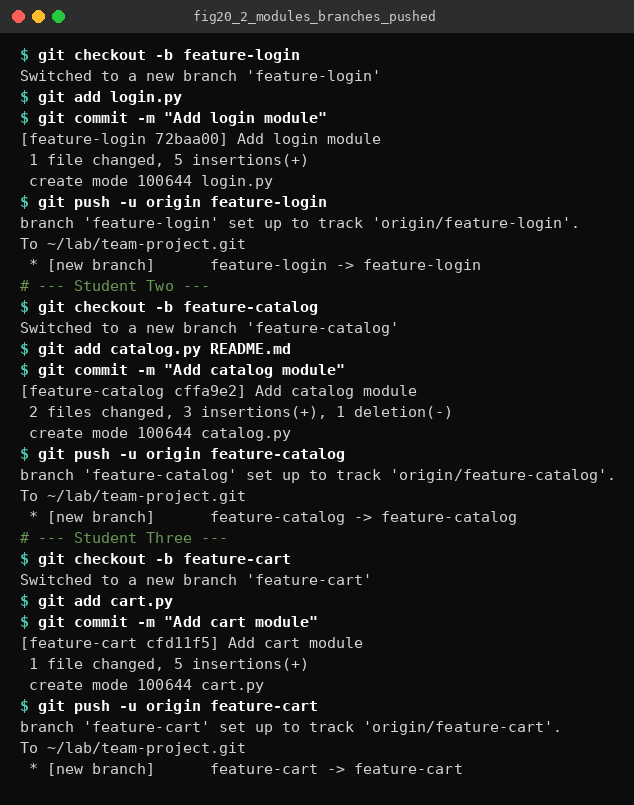 fig20_2_modules_branches_pushed
$ git checkout -b feature-login
Switched to a new branch 'feature-login'
$ git add login.py
$ git commit -m "Add login module"
[feature-login 72baa00] Add login module
 1 file changed, 5 insertions(+)
 create mode 100644 login.py
$ git push -u origin feature-login
branch 'feature-login' set up to track 'origin/feature-login'.
To ~/lab/team-project.git
 * [new branch]      feature-login -> feature-login
# --- Student Two ---
$ git checkout -b feature-catalog
Switched to a new branch 'feature-catalog'
$ git add catalog.py README.md
$ git commit -m "Add catalog module"
[feature-catalog cffa9e2] Add catalog module
 2 files changed, 3 insertions(+), 1 deletion(-)
 create mode 100644 catalog.py
$ git push -u origin feature-catalog
branch 'feature-catalog' set up to track 'origin/feature-catalog'.
To ~/lab/team-project.git
 * [new branch]      feature-catalog -> feature-catalog
# --- Student Three ---
$ git checkout -b feature-cart
Switched to a new branch 'feature-cart'
$ git add cart.py
$ git commit -m "Add cart module"
[feature-cart cfd11f5] Add cart module
 1 file changed, 5 insertions(+)
 create mode 100644 cart.py
$ git push -u origin feature-cart
branch 'feature-cart' set up to track 'origin/feature-cart'.
To ~/lab/team-project.git
 * [new branch]      feature-cart -> feature-cart